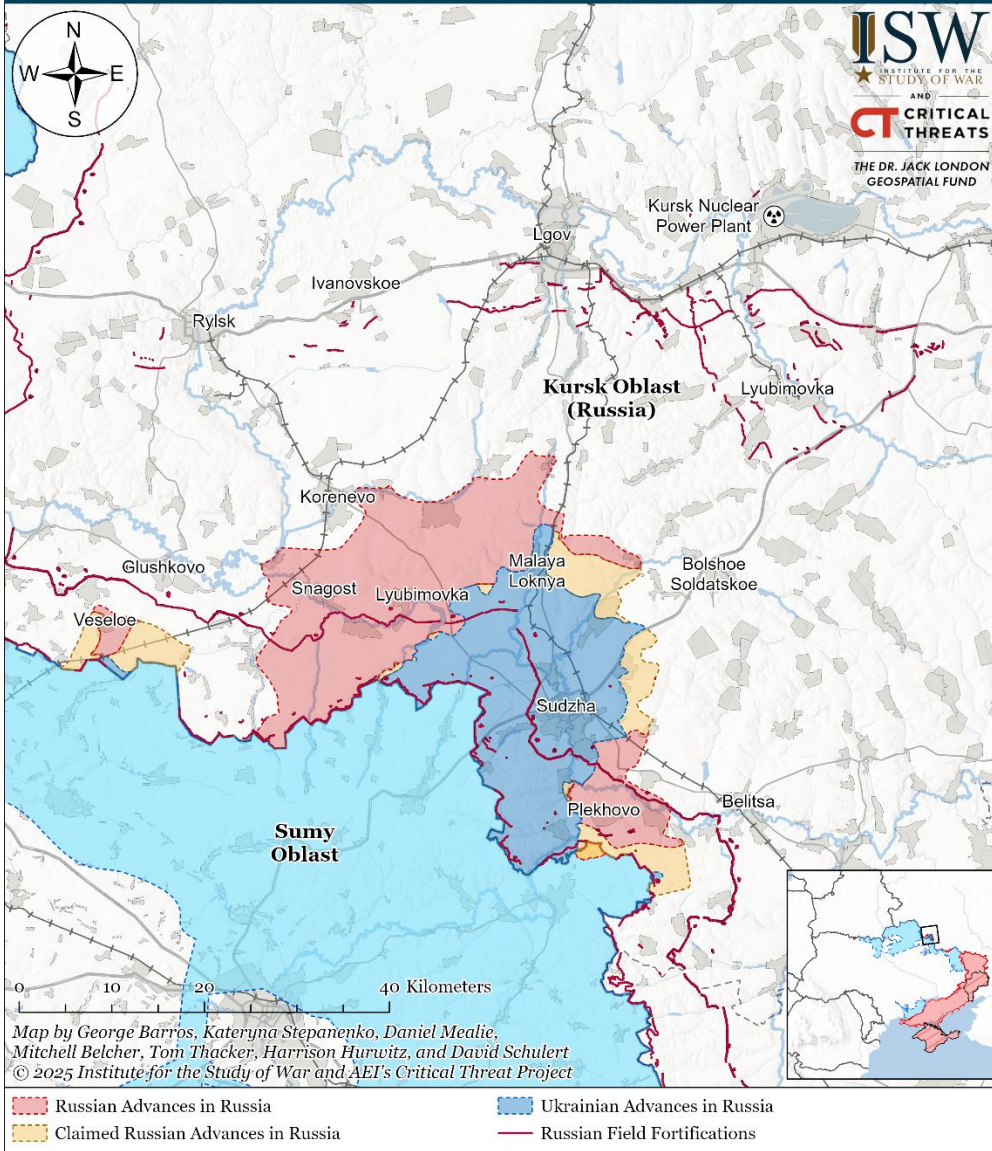 N
W E
S
ISW
INSTITUTE FOR THE
STUDY OF WAR
AND
CT CRITICAL
THREATS
THE DR. JACK LONDON
GEOSPATIAL FUND
Kursk Nuclear
Power Plant
Lgov
Ivanovskoe
Rylsk
Kursk Oblast
(Russia)
Lyubimovka
Korenevo
Glushkovo
Malaya
Loknya
Bolshoe
Soldatskoe
Snagost
Lyubimovka
Veseloe
Sudzha
Plekhovo
Belitsa
Sumy
Oblast
0 10 20 40 Kilometers
Map by George Barros, Kateryna Stepanenko, Daniel Mealie,
Mitchell Belcher, Tom Thacker, Harrison Hurwitz, and David Schulert
© 2025 Institute for the Study of War and AEI's Critical Threat Project
Russian Advances in Russia
Ukrainian Advances in Russia
Claimed Russian Advances in Russia
Russian Field Fortifications